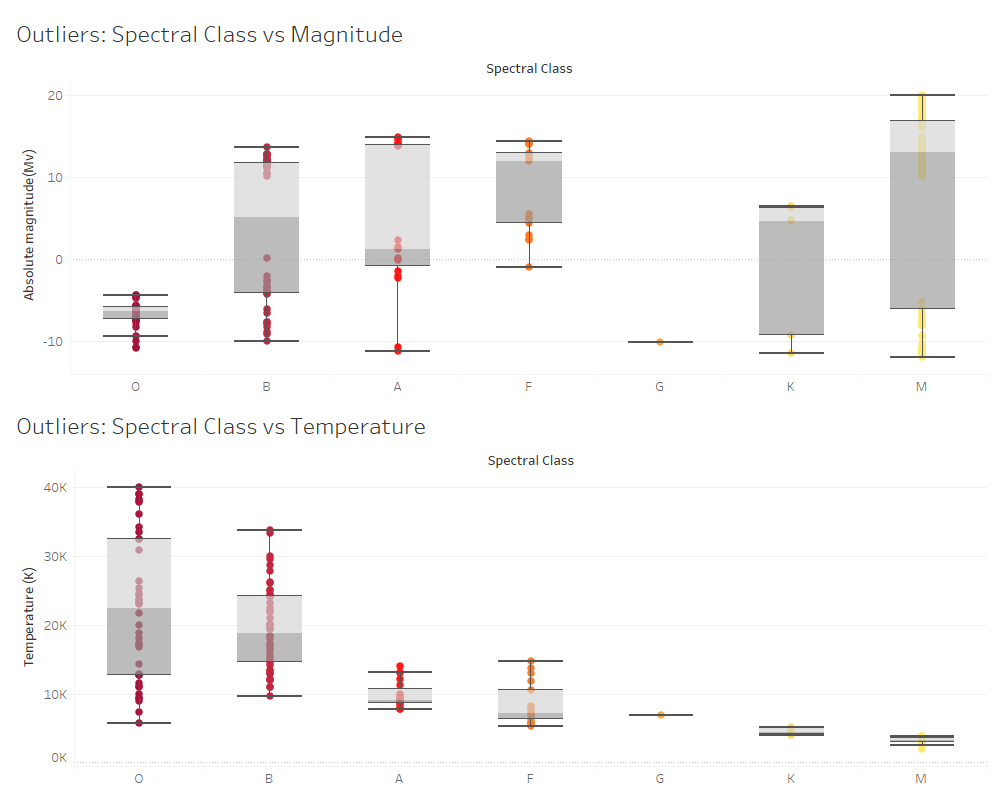 Outliers: Spectral Class vs Magnitude
Spectral Class
Absolute magnitude(Mv)
20
10
0
-10
O B A F G K M
Outliers: Spectral Class vs Temperature
Spectral Class
Temperature (K)
40K
30K
20K
10K
0K
O B A F G K M